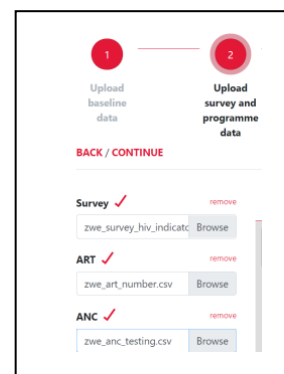 1
2
Upload
baseline
data
Upload
survey and
programme
data
BACK / CONTINUE
Survey
remove
zwe_survey_hiv_indicatc
Browse
ART
remove
zwe_art_number.csv
Browse
ANC
remove
zwe_anc_testing.csv
Browse